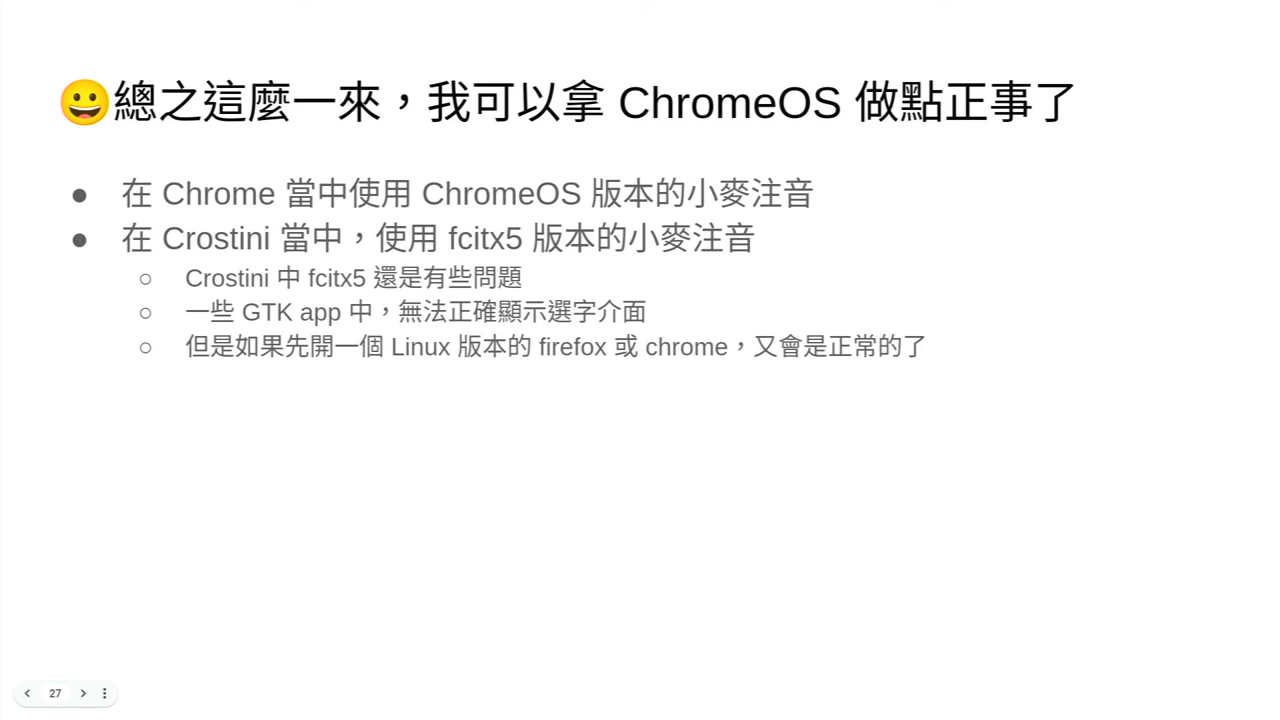 😀總之這麼一來，我可以拿 ChromeOS 做點正事了
● 在 Chrome 當中使用 ChromeOS 版本的小麥注音
● 在 Crostini 當中，使用 fcitx5 版本的小麥注音
○ Crostini 中 fcitx5 還是有些問題
○ 一些 GTK app 中，無法正確顯示選字介面
○ 但是如果先開一個 Linux 版本的 firefox 或 chrome，又會是正常的了
27